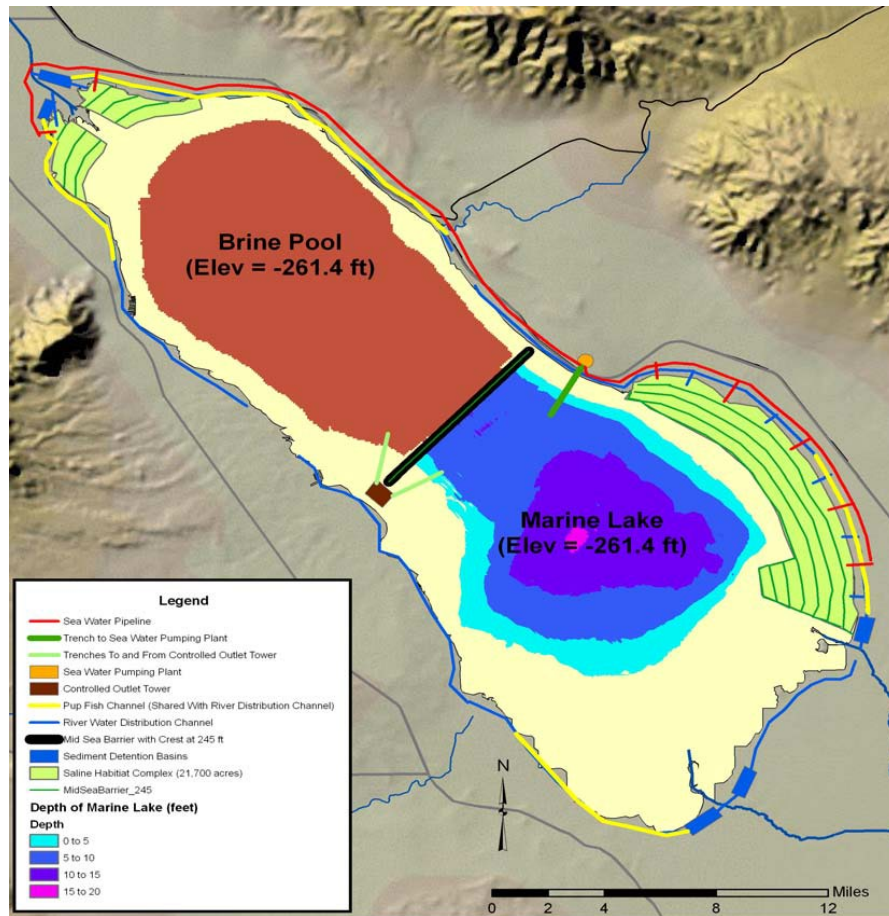 Brine Pool
(Elev = -261.4 ft)
Marine Lake
(Elev = -261.4 ft)
Legend
Sea Water Pipeline
Trench to Sea Water Pumping Plant
Trenches To and From Controlled Outlet Tower
Sea Water Pumping Plant
Controlled Outlet Tower
Pup Fish Channel (Shared With River Distribution Channel)
River Water Distribution Channel
Mid Sea Barrier with Crest at 245 ft
Sediment Detention Basins
Saline Habitiat Complex (21,700 acres)
MidSeaBarrier_245
Depth of Marine Lake (feet)
Depth
0 to 5
5 to 10
10 to 15
15 to 20
N
Miles
0 2 4 8 12